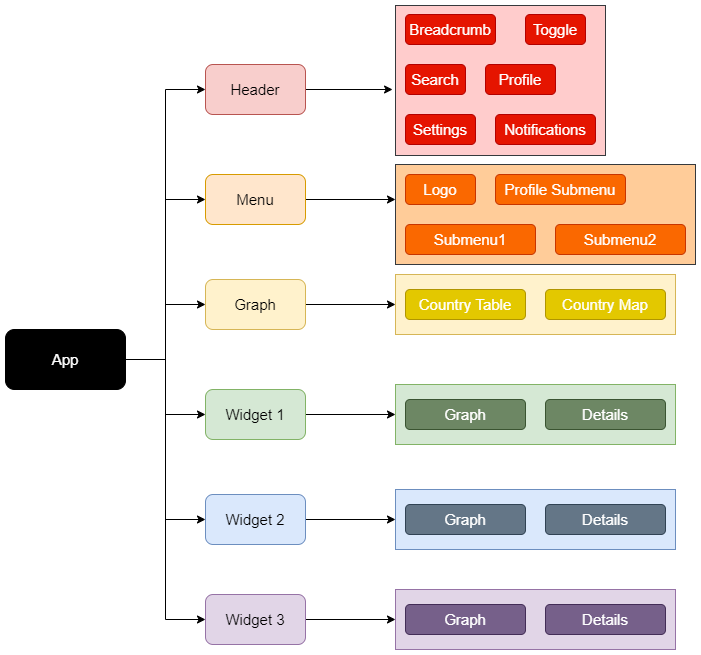 Breadcrumb
Toggle
Header
Search
Profile
Settings
Notifications
Menu
Logo
Profile Submenu
Submenu1
Submenu2
Graph
Country Table
Country Map
App
Widget 1
Graph
Details
Widget 2
Graph
Details
Widget 3
Graph
Details